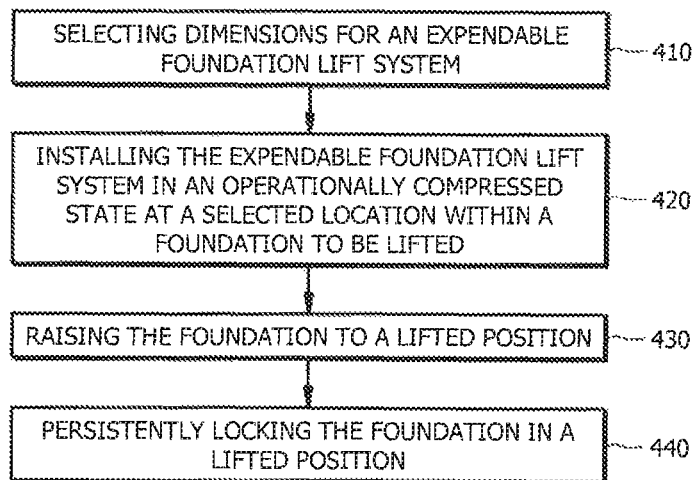 SELECTING DIMENSIONS FOR AN EXPENDABLE
FOUNDATION LIFT SYSTEM
410
INSTALLING THE EXPENDABLE FOUNDATION LIFT
SYSTEM IN AN OPERATIONALLY COMPRESSED
STATE AT A SELECTED LOCATION WITHIN A
FOUNDATION TO BE LIFTED
420
RAISING THE FOUNDATION TO A LIFTED POSITION
430
PERSISTENTLY LOCKING THE FOUNDATION IN A
LIFTED POSITION
440